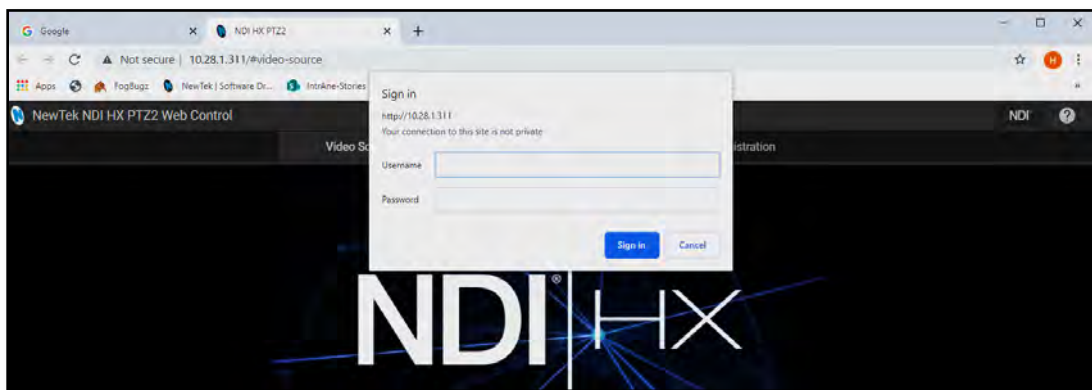 Google
NDI HX PTZ2
Not secure | 10.28.1.311/#video-source
H
Apps
FogBugz
NewTek | Software Dr...
IntrAne-Stories
NewTek NDI HX PTZ2 Web Control
NDI
Video So
istration
Sign in
http://10.28.1.311
Your connection to this site is not private
Username
Password
Sign in
Cancel
NDI® HX